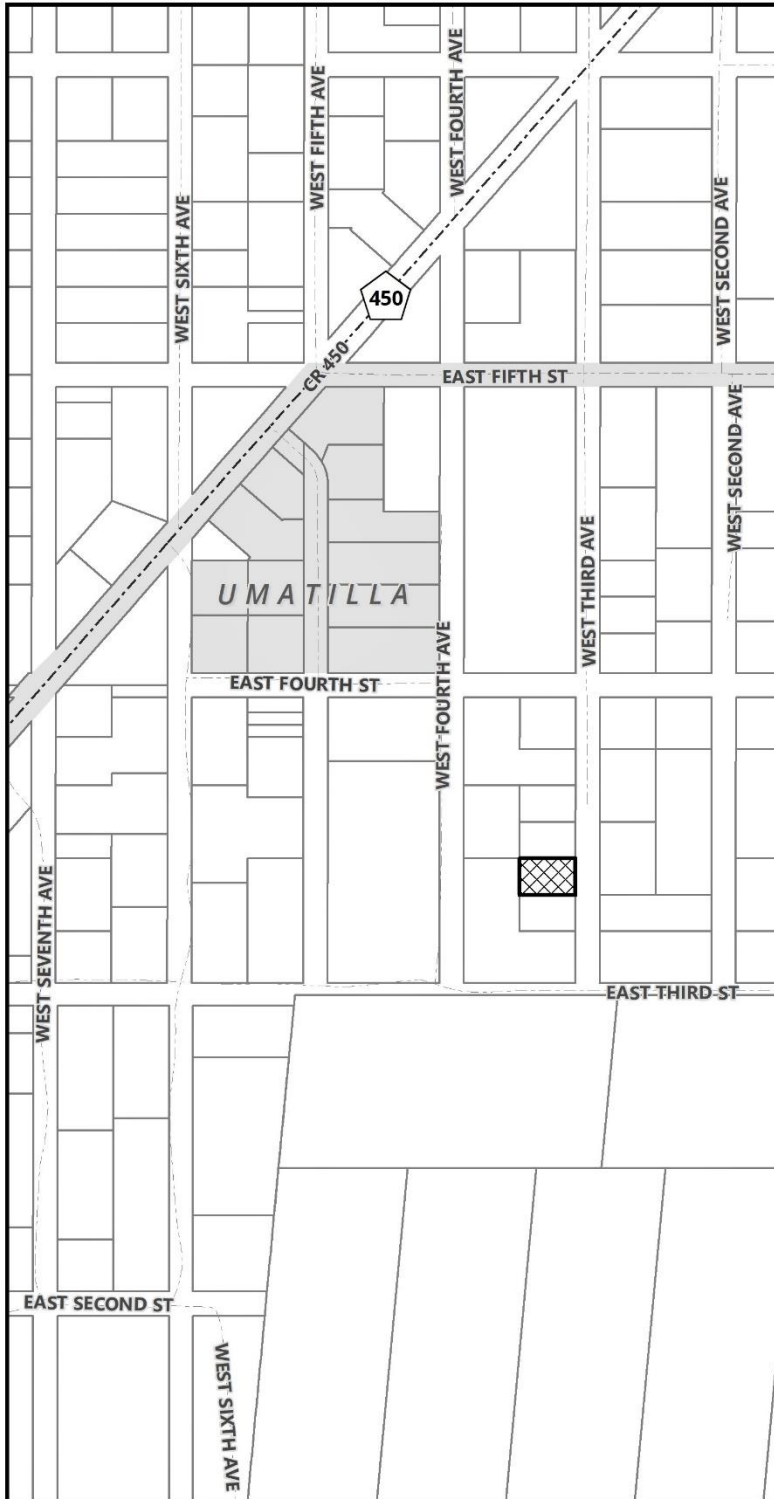 WEST FOURTH AVE
WEST FIFTH AVE
WEST SECOND AVE
WEST SIXTH AVE
450
CR 450
EAST FIFTH ST
WEST SECOND AVE
WEST THIRD AVE
UMATILLA
WEST FOURTH AVE
EAST FOURTH ST
WEST SEVENTH AVE
EAST THIRD ST
EAST SECOND ST
WEST SIXTH AVE